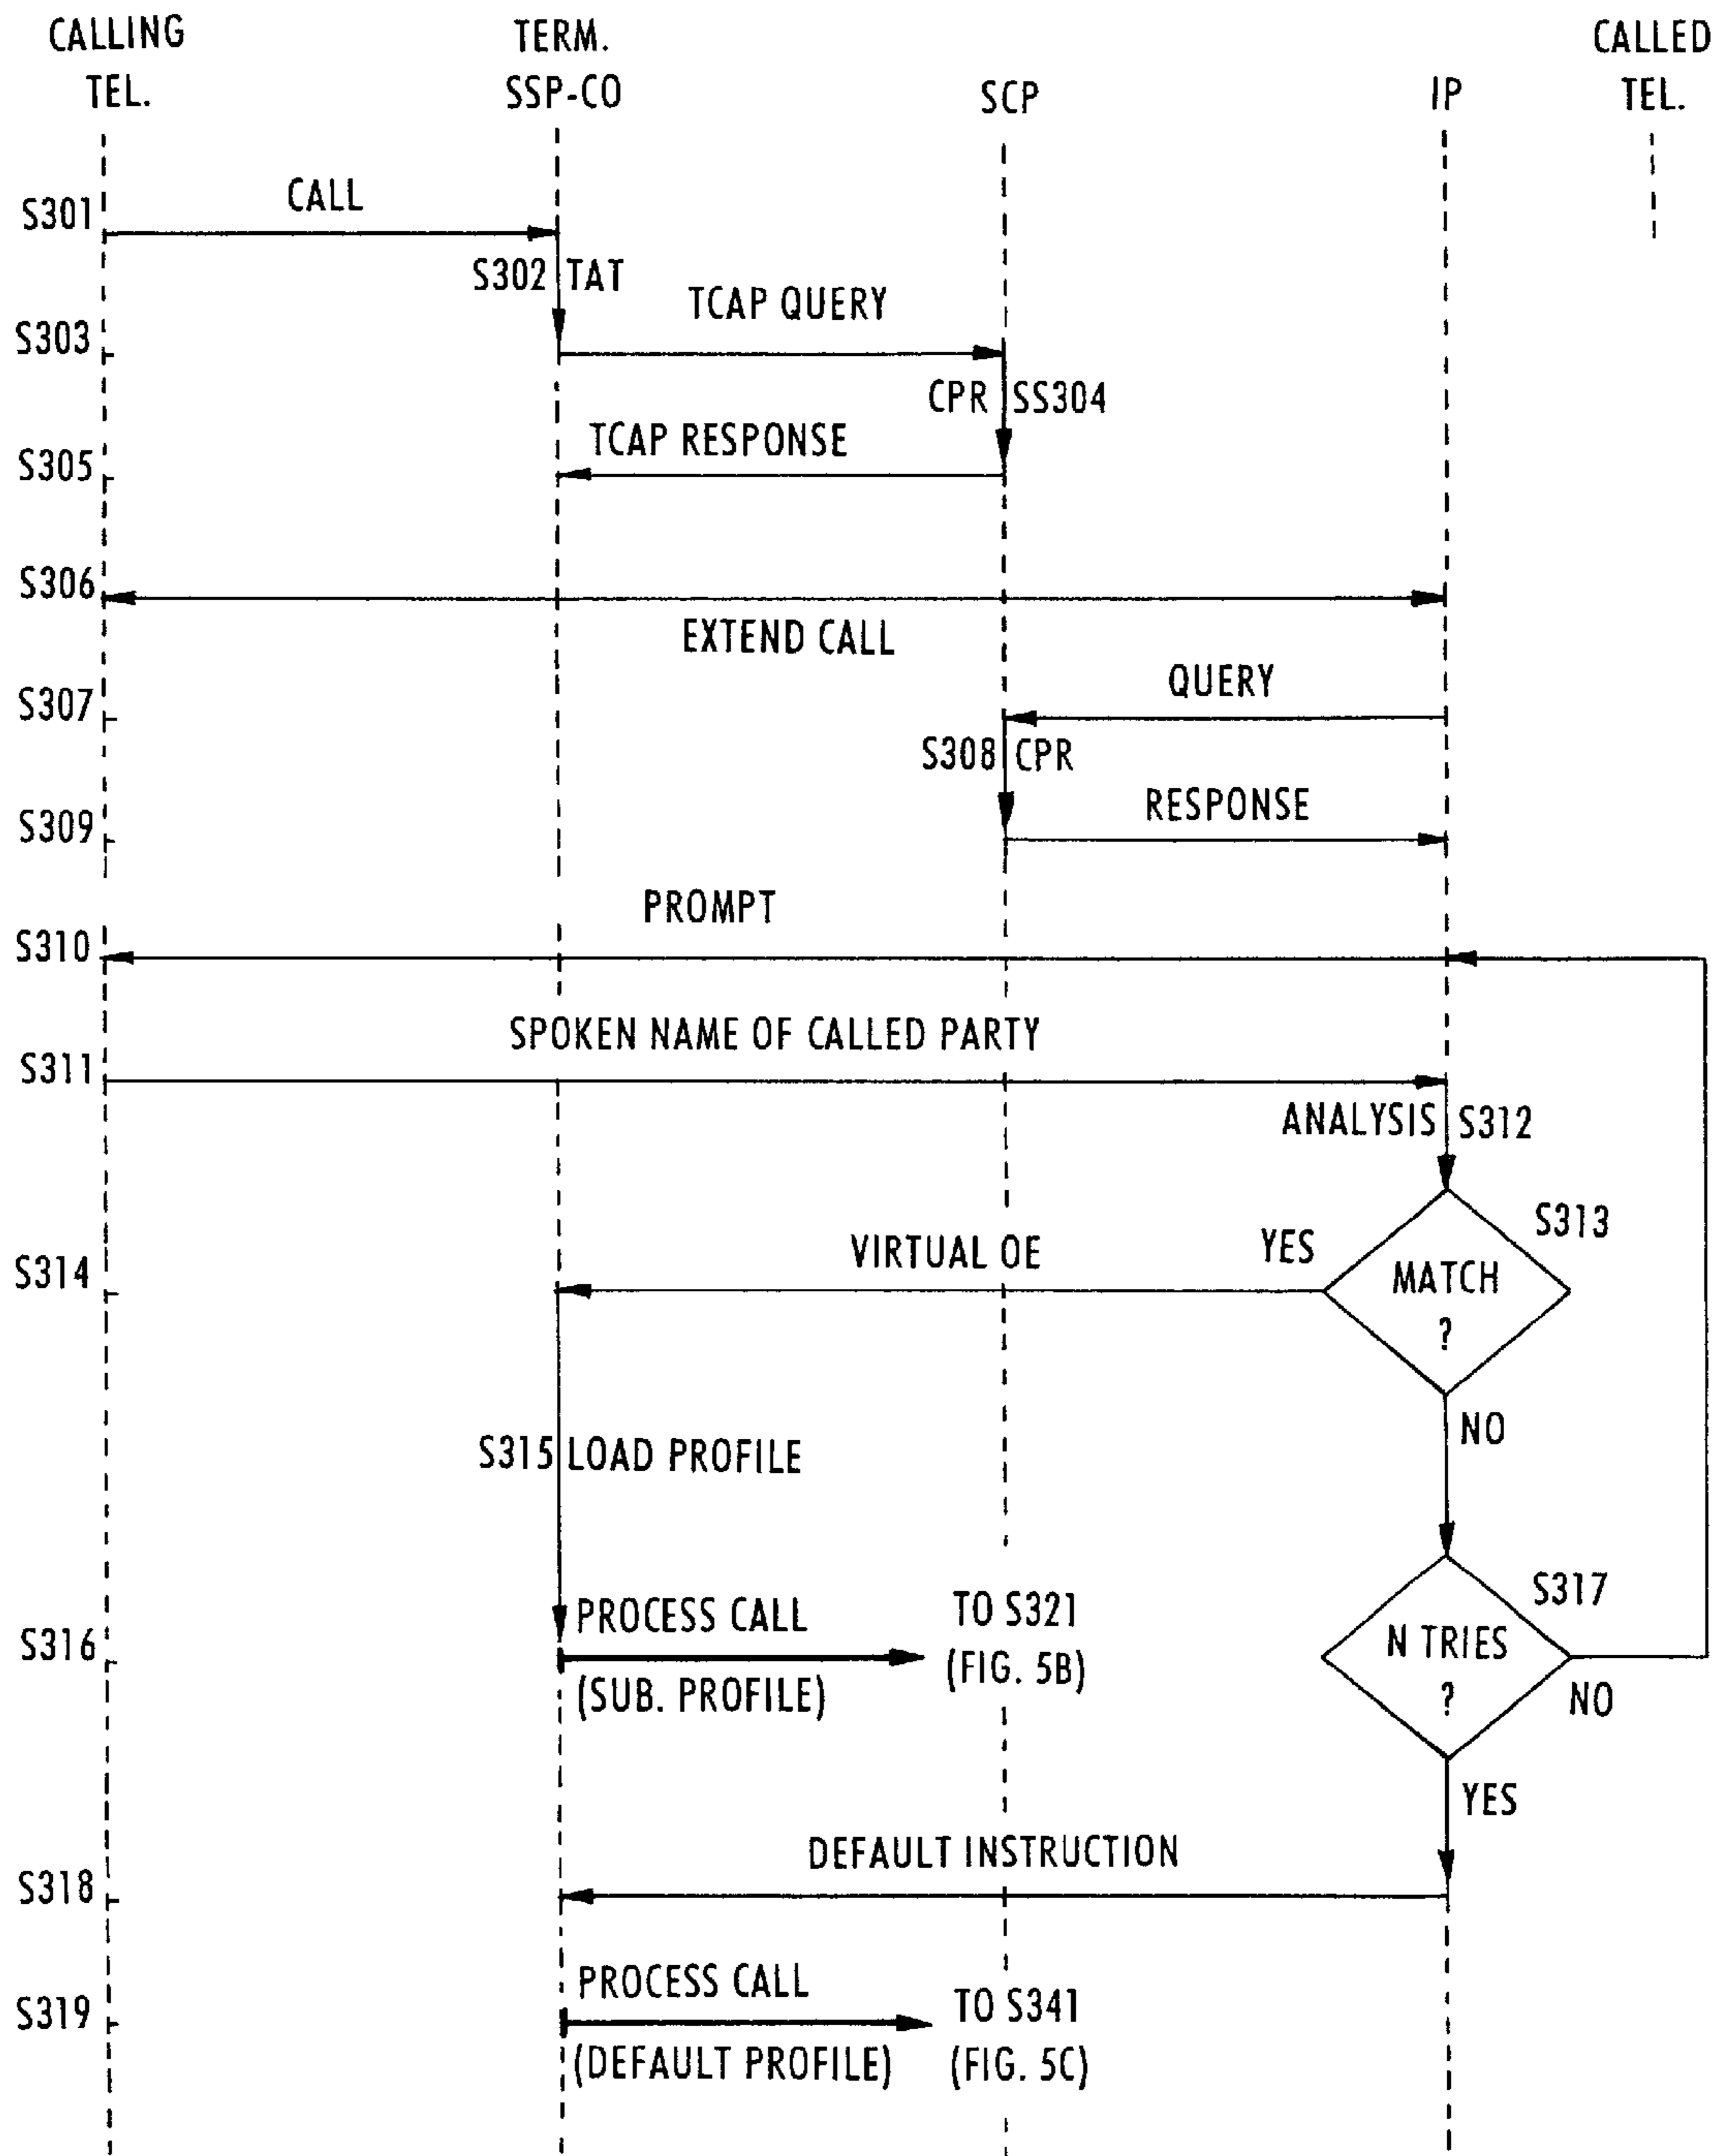 CALLING
TEL.
TERM.
SSP-CO
SCP
IP
CALLED
TEL.
S301
CALL
S302 TAT
TCAP QUERY
S303
CPR SS304
TCAP RESPONSE
S305
S306
EXTEND CALL
QUERY
S307
S308 CPR
RESPONSE
S309
PROMPT
S310
SPOKEN NAME OF CALLED PARTY
S311
ANALYSIS S312
S313
VIRTUAL OE
YES
MATCH
?
S314
NO
S315 LOAD PROFILE
S317
PROCESS CALL
TO S321
S316
(SUB. PROFILE)
(FIG. 5B)
N TRIES
?
NO
YES
DEFAULT INSTRUCTION
S318
PROCESS CALL
TO S341
S319
(DEFAULT PROFILE)
(FIG. 5C)